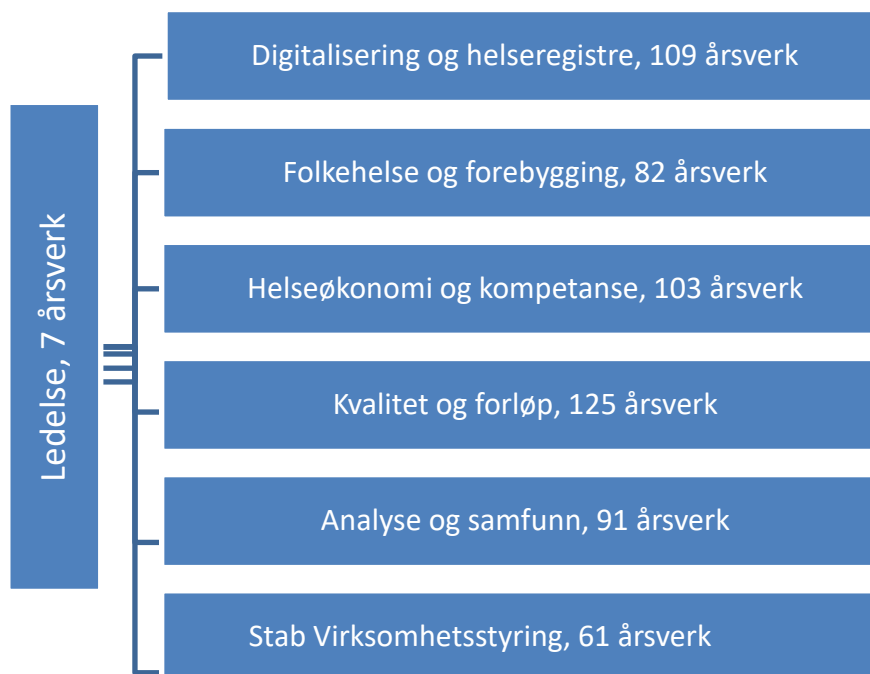 Ledelse, 7 årsverk
Digitalisering og helseregistre, 109 årsverk
Folkehelse og forebygging, 82 årsverk
Helseøkonomi og kompetanse, 103 årsverk
Kvalitet og forløp, 125 årsverk
Analyse og samfunn, 91 årsverk
Stab Virksomhetsstyring, 61 årsverk